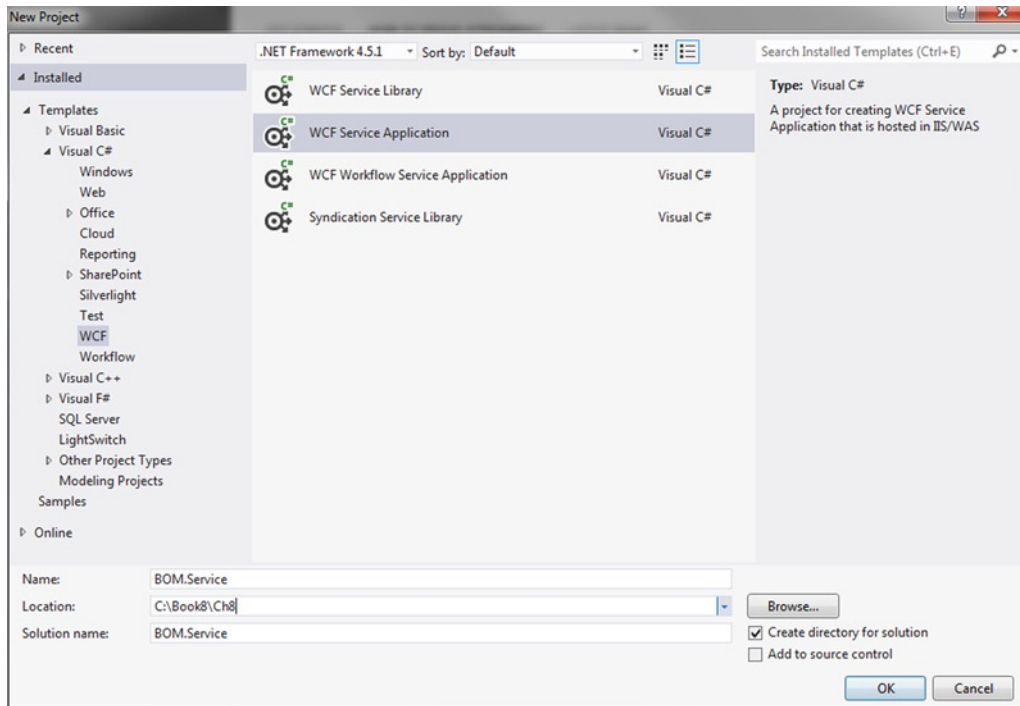 New Project
Recent
.NET Framework 4.5.1 Sort by: Default Search Installed Templates (Ctrl+E)
Installed
Templates
Visual Basic
Visual C#
Windows
Web
Office
Cloud
Reporting
SharePoint
Silverlight
Test
WCF
Workflow
Visual C++
Visual F#
SQL Server
LightSwitch
Other Project Types
Modeling Projects
Samples
Online
C# WCF Service Library Visual C#
C# WCF Service Application Visual C#
C# WCF Workflow Service Application Visual C#
C# Syndication Service Library Visual C#
Type: Visual C#
A project for creating WCF Service
Application that is hosted in IIS/WAS
Name: BOM.Service
Location: C:\Book8\Ch8 Browse...
Solution name: BOM.Service
Create directory for solution
Add to source control
OK Cancel